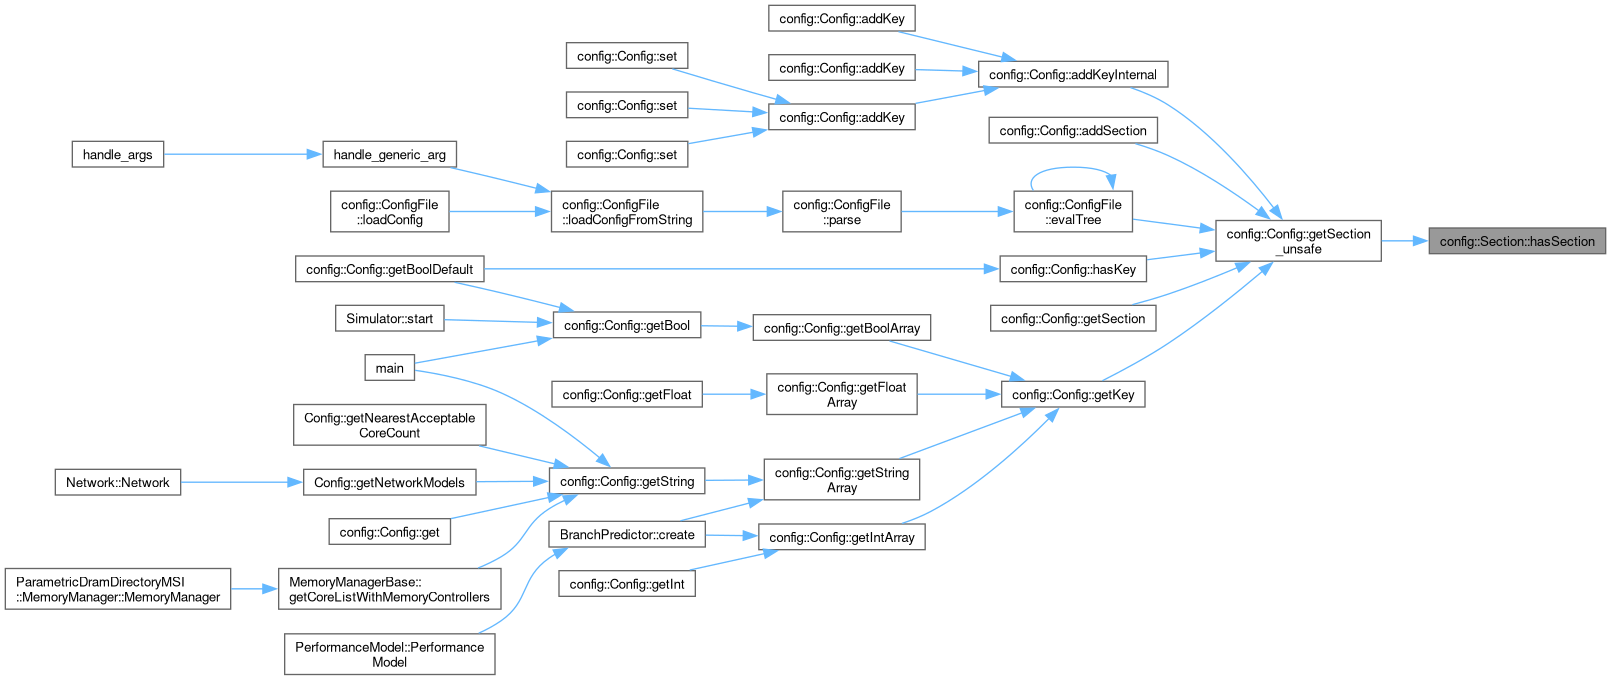 config::Config::addKey
config::Config::set
config::Config::addKey
config::Config::addKeyInternal
config::Config::set
config::Config::addKey
config::Config::addSection
handle_args
handle_generic_arg
config::Config::set
config::ConfigFile
::loadConfig
config::ConfigFile
::loadConfigFromString
config::ConfigFile
::parse
config::ConfigFile
::evalTree
config::Config::getSection
_unsafe
config::Section::hasSection
config::Config::getBoolDefault
config::Config::hasKey
Simulator::start
config::Config::getBool
config::Config::getBoolArray
config::Config::getSection
main
config::Config::getFloat
config::Config::getFloat
Array
config::Config::getKey
Config::getNearestAcceptable
CoreCount
Network::Network
Config::getNetworkModels
config::Config::getString
config::Config::getString
Array
config::Config::get
BranchPredictor::create
config::Config::getIntArray
ParametricDramDirectoryMSI
::MemoryManager::MemoryManager
MemoryManagerBase::
getCoreListWithMemoryControllers
config::Config::getInt
PerformanceModel::Performance
Model